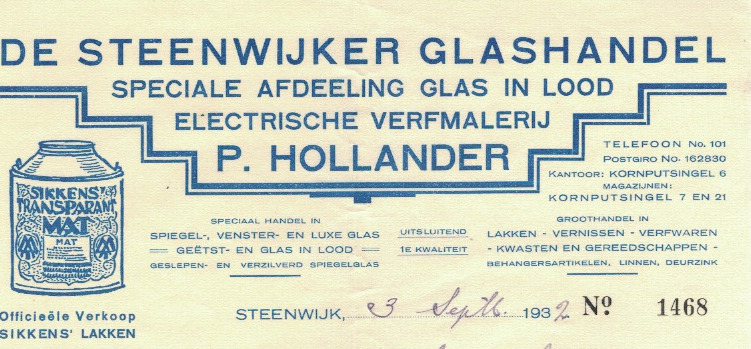 DE STEENWIJKER GLASHANDEL
SPECIALE AFDEELING GLAS IN LOOD
ELECTRISCHE VERFMALERIJ
P. HOLLANDER
TELEFOON No. 101
POSTGIRO No. 162830
KANTOOR: KORNPUTSINGEL 6
MAGAZIJNEN:
KORNPUTSINGEL 7 EN 21
SIKKENS'
TRANSPARANT
MAT
MAT
SPECIAAL HANDEL IN
SPIEGEL-, VENSTER- EN LUXE GLAS
GEËTST- EN GLAS IN LOOD
GESLEPEN- EN VERZILVERD SPIEGELGLAS
UITSLUITEND
1E KWALITEIT
GROOTHANDEL IN
LAKKEN - VERNISSEN - VERFWAREN
- KWASTEN EN GEREEDSCHAPPEN -
BEHANGERSARTIKELEN, LINNEN, DEURZINK
Officieële Verkoop
SIKKENS' LAKKEN
STEENWIJK, 3 Septb. 1932 No. 1468